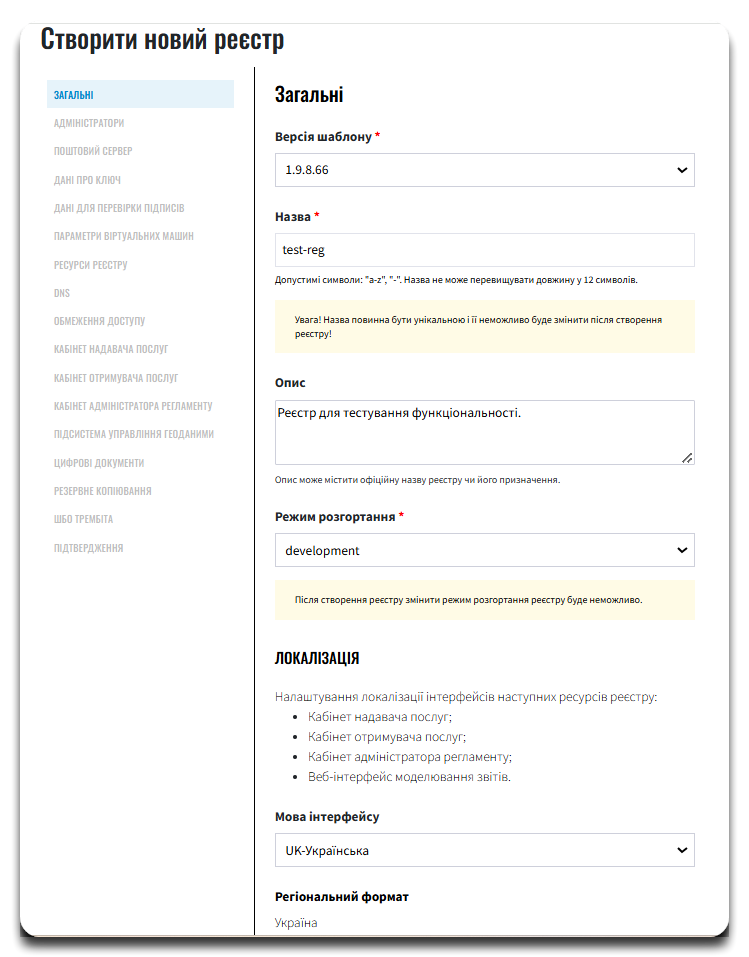 Створити новий реєстр
ЗАГАЛЬНІ
АДМІНІСТРАТОРИ
ПОШТОВИЙ СЕРВЕР
ДАНІ ПРО КЛЮЧ
ДАНІ ДЛЯ ПЕРЕВІРКИ ПІДПИСІВ
ПАРАМЕТРИ ВІРТУАЛЬНИХ МАШИН
РЕСУРСИ РЕЄСТРУ
DNS
ОБМЕЖЕННЯ ДОСТУПУ
КАБІНЕТ НАДАВАЧА ПОСЛУГ
КАБІНЕТ ОТРИМУВАЧА ПОСЛУГ
КАБІНЕТ АДМІНІСТРАТОРА РЕГЛАМЕНТУ
ПІДСИСТЕМА УПРАВЛІННЯ ГЕОДАНИМИ
ЦИФРОВІ ДОКУМЕНТИ
РЕЗЕРВНЕ КОПІЮВАННЯ
ШБО ТРЕМБІТА
ПІДТВЕРДЖЕННЯ
Загальні
Версія шаблону *
1.9.8.66
Назва *
test-reg
Допустимі символи: "a-z", "-". Назва не може перевищувати довжину у 12 символів.
Увага! Назва повинна бути унікальною і її неможливо буде змінити після створення
реєстру!
Опис
Реєстр для тестування функціональності.
Опис може містити офіційну назву реєстру чи його призначення.
Режим розгортання *
development
Після створення реєстру змінити режим розгортання реєстру буде неможливо.
ЛОКАЛІЗАЦІЯ
Налаштування локалізації інтерфейсів наступних ресурсів реєстру:
• Кабінет надавача послуг;
• Кабінет отримувача послуг;
• Кабінет адміністратора регламенту;
• Веб-інтерфейс моделювання звітів.
Мова інтерфейсу
UK-Українська
Регіональний формат
Україна